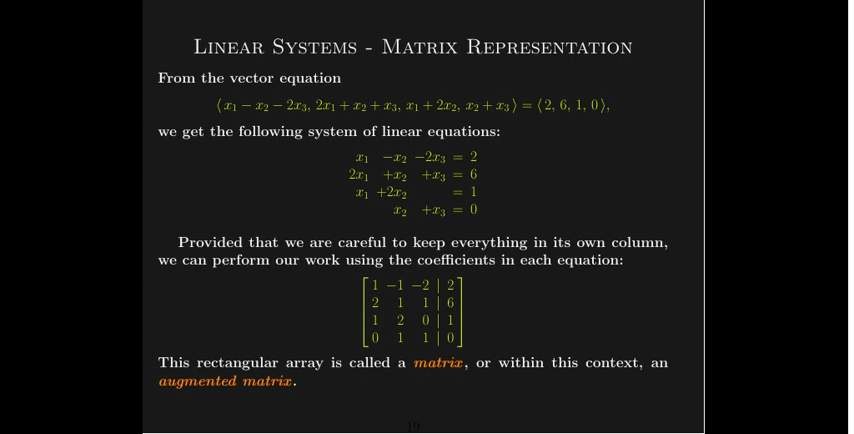 Linear Systems - Matrix Representation
From the vector equation
⟨ x₁ − x₂ − 2x₃, 2x₁ + x₂ + x₃, x₁ + 2x₂, x₂ + x₃ ⟩ = ⟨ 2, 6, 1, 0 ⟩,
we get the following system of linear equations:
x₁ −x₂ −2x₃ = 2
2x₁ +x₂ +x₃ = 6
x₁ +2x₂ = 1
x₂ +x₃ = 0
Provided that we are careful to keep everything in its own column,
we can perform our work using the coefficients in each equation:
1 −1 −2 | 2
2 1 1 | 6
1 2 0 | 1
0 1 1 | 0
This rectangular array is called a matrix, or within this context, an
augmented matrix.
19